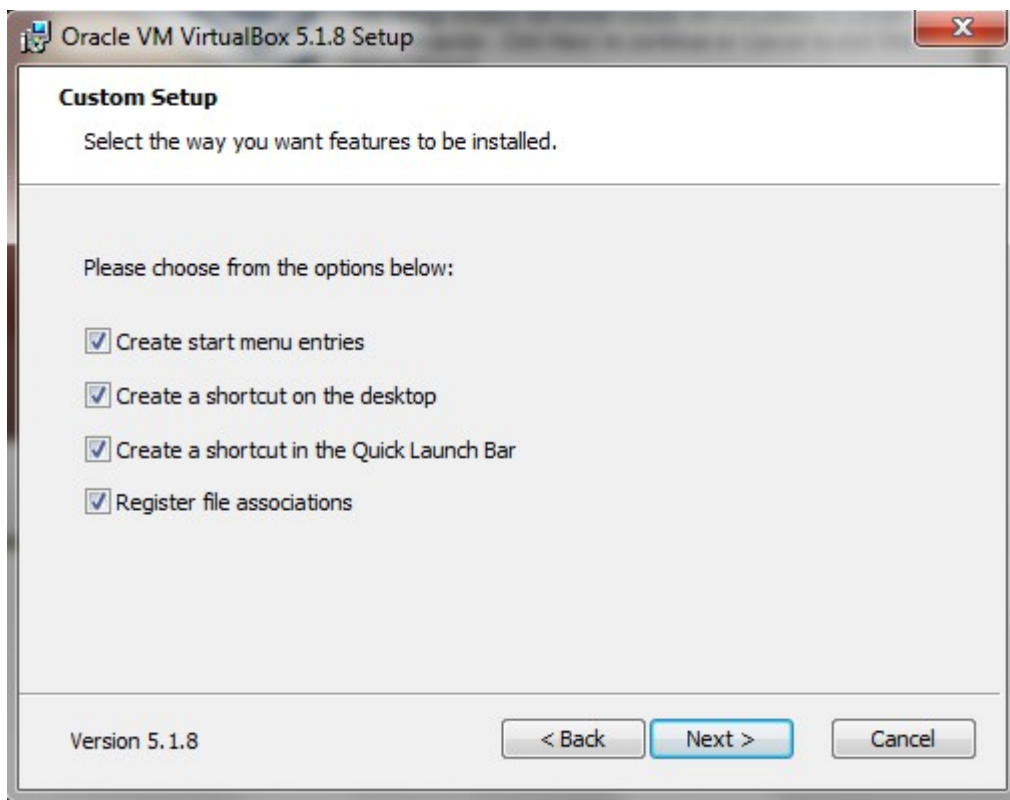 Oracle VM VirtualBox 5.1.8 Setup
Custom Setup
Select the way you want features to be installed.
Please choose from the options below:
Create start menu entries
Create a shortcut on the desktop
Create a shortcut in the Quick Launch Bar
Register file associations
Version 5.1.8
< Back
Next >
Cancel